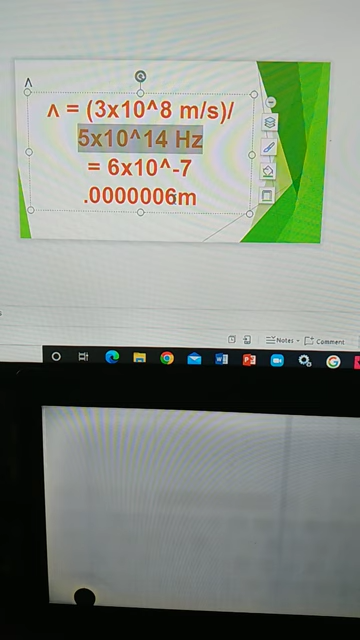 ^
ʌ = (3x10^8 m/s)/
5x10^14 Hz
= 6x10^-7
.0000006m
Notes
Comment